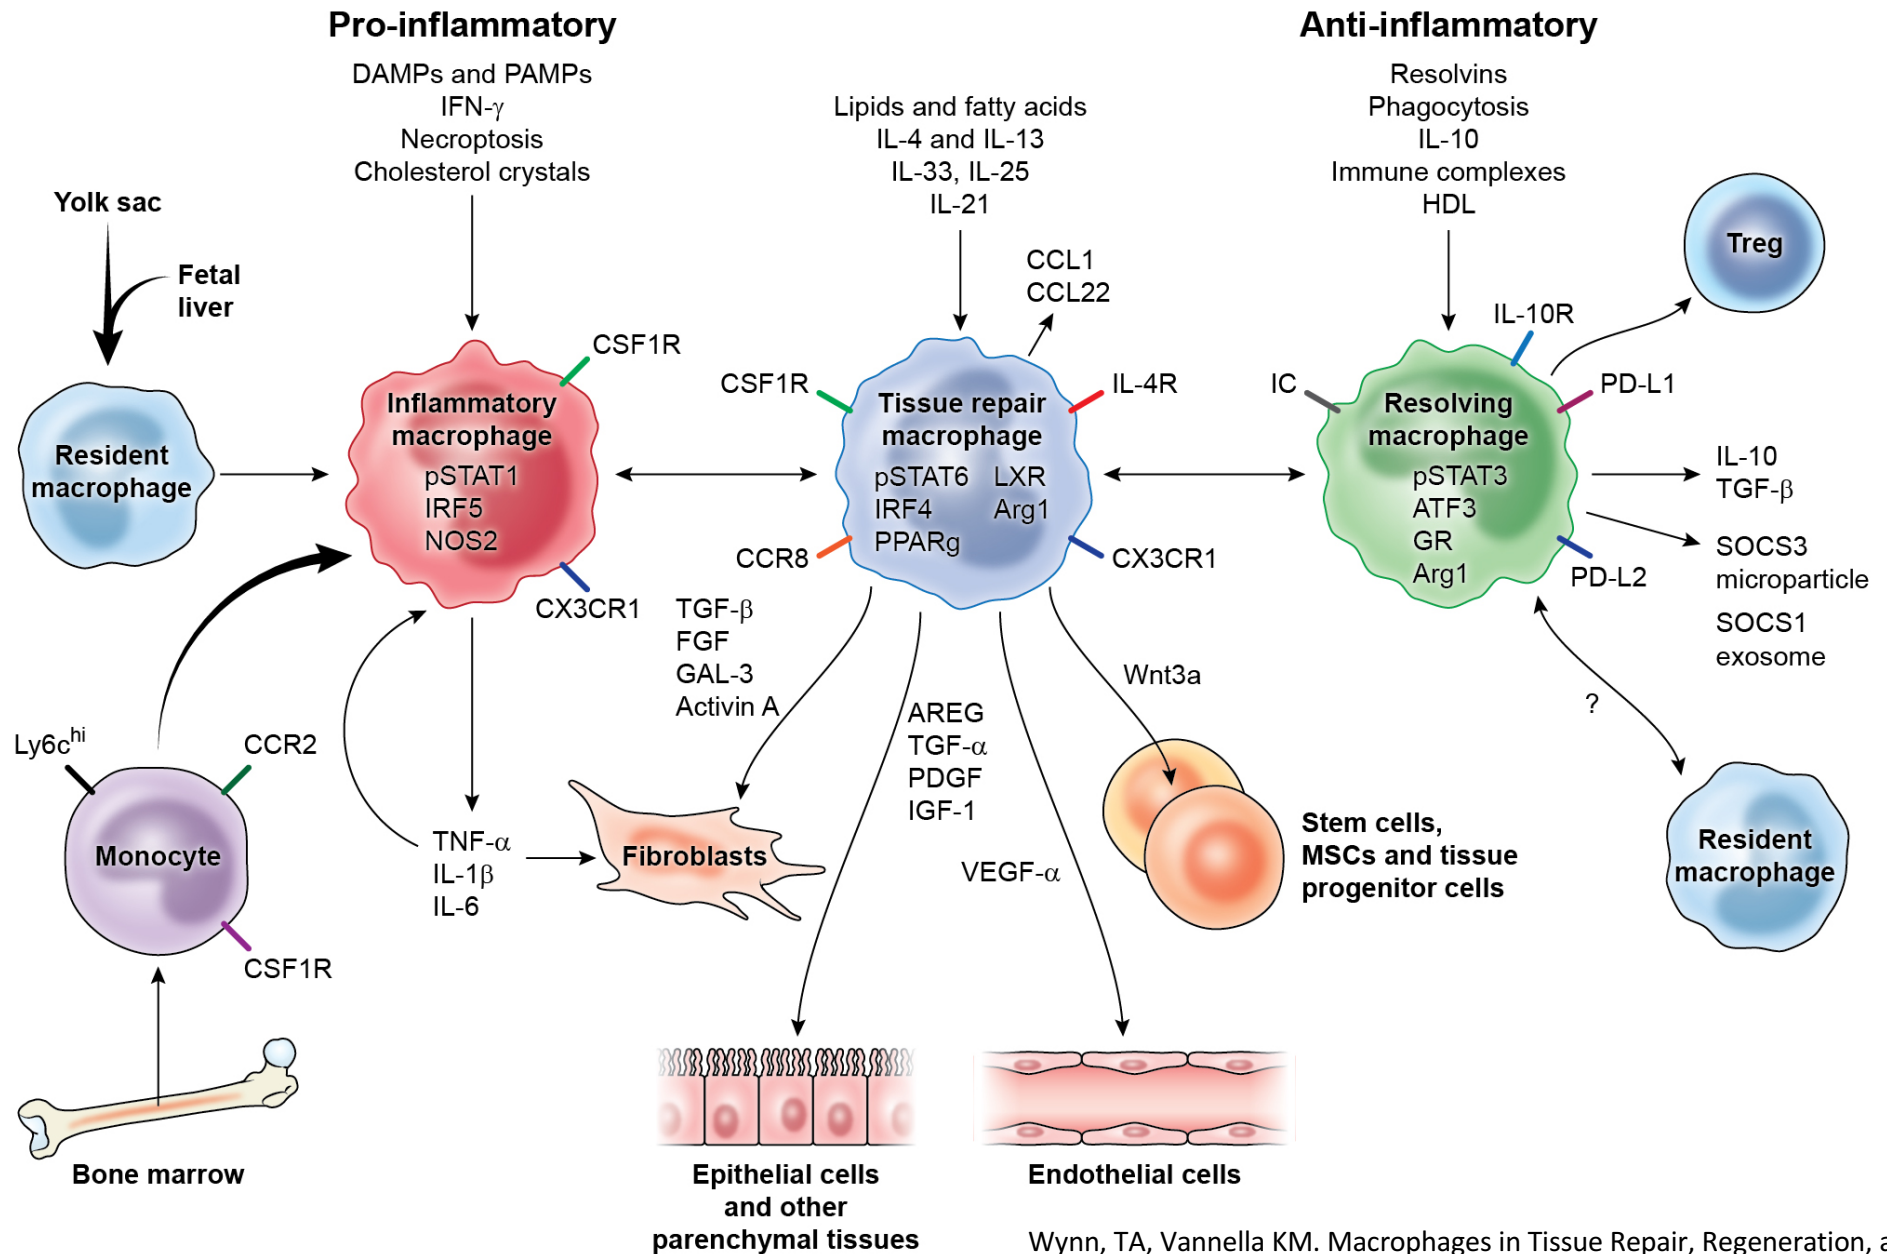 Pro-inflammatory
DAMPs and PAMPs
IFN-γ
Necroptosis
Cholesterol crystals
Lipids and fatty acids
IL-4 and IL-13
IL-33, IL-25
IL-21
Anti-inflammatory
Resolvins
Phagocytosis
IL-10
Immune complexes
HDL
Yolk sac
Fetal
liver
Treg
CCL1
CCL22
Resident
macrophage
CSF1R
Inflammatory
macrophage
pSTAT1
IRF5
NOS2
CX3CR1
CSF1R
IL-4R
Tissue repair
macrophage
pSTAT6 LXR
IRF4 Arg1
PPARg
CCR8
CX3CR1
IL-10R
IC
PD-L1
Resolving
macrophage
pSTAT3
ATF3
GR
Arg1
PD-L2
IL-10
TGF-β
SOCS3
microparticle
SOCS1
exosome
?
Resident
macrophage
TGF-β
FGF
GAL-3
Activin A
AREG
TGF-α
PDGF
IGF-1
VEGF-α
Wnt3a
Stem cells,
MSCs and tissue
progenitor cells
Ly6chi
CCR2
Monocyte
CSF1R
TNF-α
IL-1β
IL-6
Fibroblasts
Bone marrow
Epithelial cells
and other
parenchymal tissues
Endothelial cells
Wynn, TA, Vannella KM. Macrophages in Tissue Repair, Regeneration, a